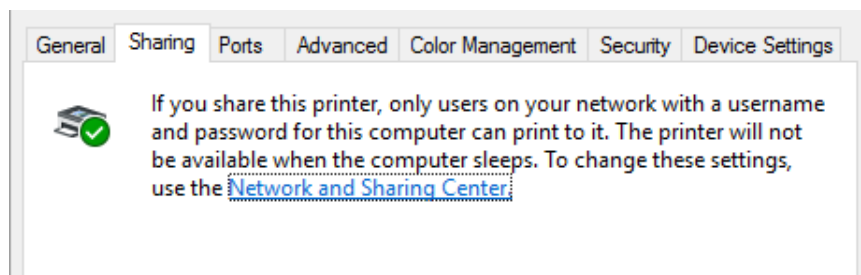 General Sharing Ports Advanced Color Management Security Device Settings
If you share this printer, only users on your network with a username
and password for this computer can print to it. The printer will not
be available when the computer sleeps. To change these settings,
use the Network and Sharing Center.